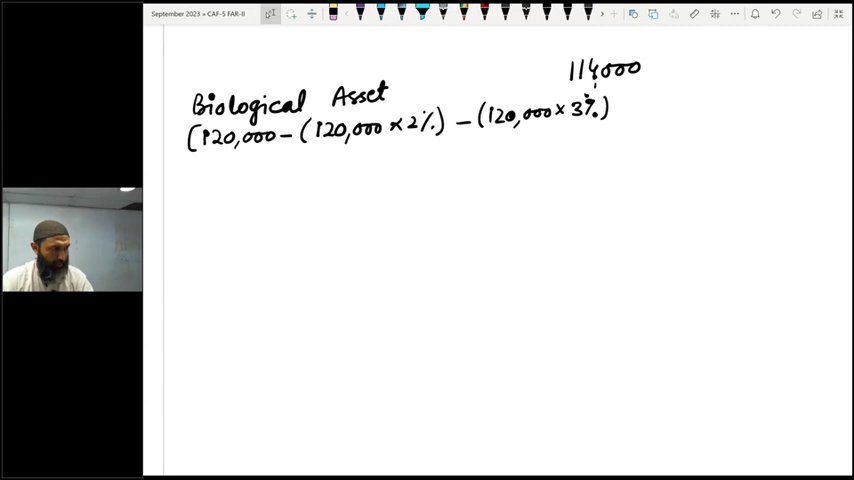 September 2023 » CAF-5 FAR-II
114000
Biological Asset
(120,000 - (120,000 × 2%) - (120,000 × 3%)